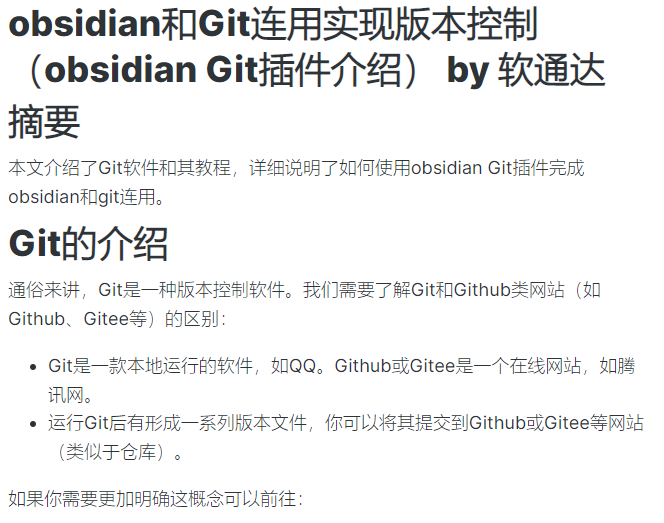 obsidian和Git连用实现版本控制
（obsidian Git插件介绍） by 软通达
摘要
本文介绍了Git软件和其教程，详细说明了如何使用obsidian Git插件完成
obsidian和git连用。
Git的介绍
通俗来讲，Git是一种版本控制软件。我们需要了解Git和Github类网站（如
Github、Gitee等）的区别：
Git是一款本地运行的软件，如QQ。Github或Gitee是一个在线网站，如腾
讯网。
运行Git后有形成一系列版本文件，你可以将其提交到Github或Gitee等网站
（类似于仓库）。
如果你需要更加明确这概念可以前往：